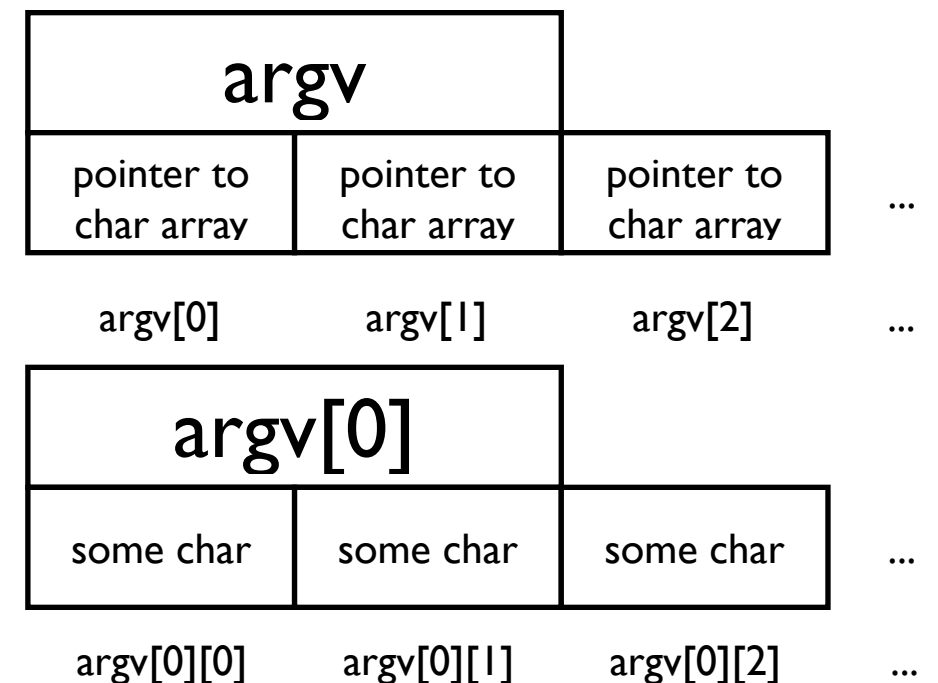 argv
pointer to pointer to pointer to
char array char array char array ...
argv[0] argv[1] argv[2] ...
argv[0]
some char some char some char ...
argv[0][0] argv[0][1] argv[0][2] ...